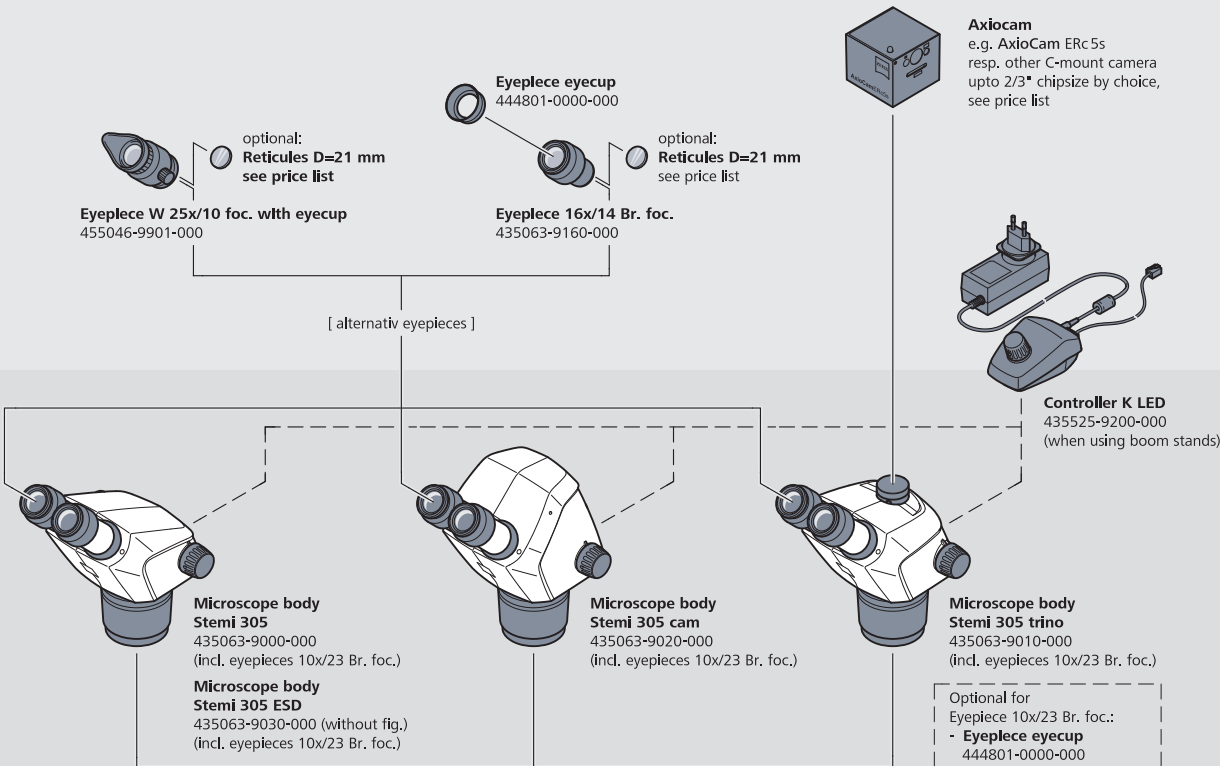 Axiocam
e.g. AxioCam ERc 5s
resp. other C-mount camera
upto 2/3" chipsize by choice,
see price list
AxioCam ERc5s
Eyepiece eyecup
444801-0000-000
optional:
Reticules D=21 mm
see price list
optional:
Reticules D=21 mm
see price list
Eyepiece W 25x/10 foc. with eyecup
455046-9901-000
Eyepiece 16x/14 Br. foc.
435063-9160-000
[ alternativ eyepieces ]
Controller K LED
435525-9200-000
(when using boom stands)
Microscope body
Stemi 305
435063-9000-000
(incl. eyepieces 10x/23 Br. foc.)
Microscope body
Stemi 305 ESD
435063-9030-000 (without fig.)
(incl. eyepieces 10x/23 Br. foc.)
Microscope body
Stemi 305 cam
435063-9020-000
(incl. eyepieces 10x/23 Br. foc.)
Microscope body
Stemi 305 trino
435063-9010-000
(incl. eyepieces 10x/23 Br. foc.)
Optional for
Eyepiece 10x/23 Br. foc.:
- Eyepiece eyecup
444801-0000-000